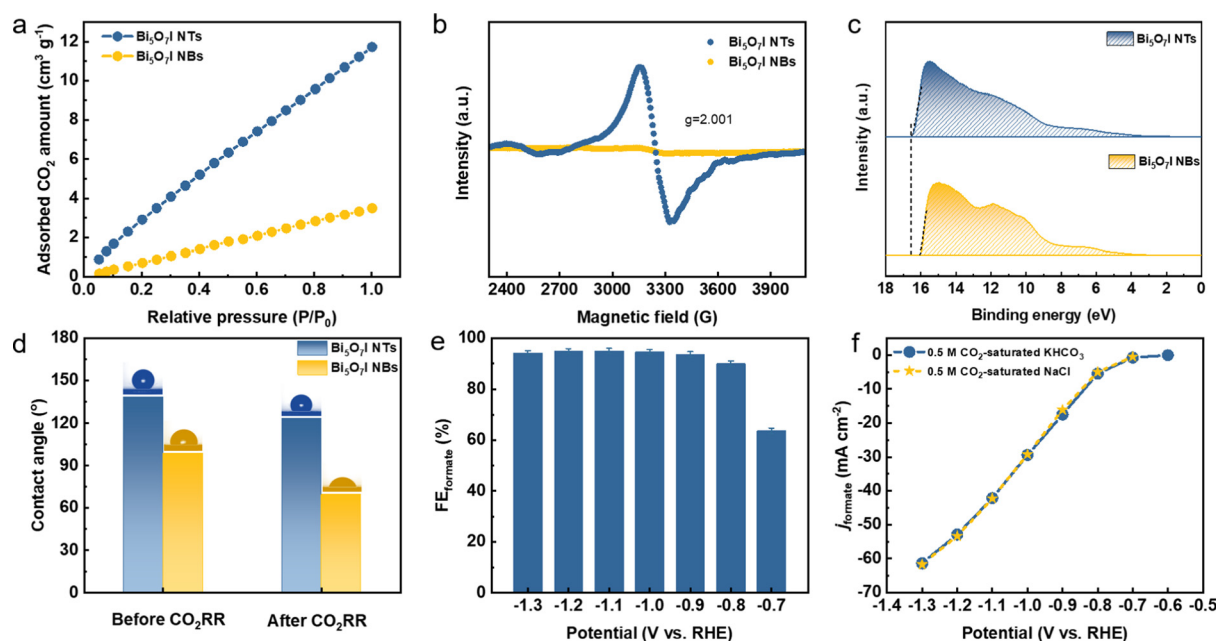 a
Bi₅O₇I NTs
Bi₅O₇I NBs
Adsorbed CO₂ amount (cm³ g⁻¹)
12
10
8
6
4
2
0
0.0 0.2 0.4 0.6 0.8 1.0
Relative pressure (P/P₀)
b
Bi₅O₇I NTs
Bi₅O₇I NBs
g=2.001
Intensity (a.u.)
2400 2700 3000 3300 3600 3900
Magnetic field (G)
c
Bi₅O₇I NTs
Bi₅O₇I NBs
Intensity (a.u.)
18 16 14 12 10 8 6 4 2 0
Binding energy (eV)
d
Bi₅O₇I NTs
Bi₅O₇I NBs
Contact angle (°)
180
150
120
90
60
30
0
Before CO₂RR After CO₂RR
e
FEformate (%)
100
80
60
40
20
0
-1.3 -1.2 -1.1 -1.0 -0.9 -0.8 -0.7
Potential (V vs. RHE)
f
0.5 M CO₂-saturated KHCO₃
0.5 M CO₂-saturated NaCl
jformate (mA cm⁻²)
0
-10
-20
-30
-40
-50
-60
-70
-1.4 -1.3 -1.2 -1.1 -1.0 -0.9 -0.8 -0.7 -0.6 -0.5
Potential (V vs. RHE)